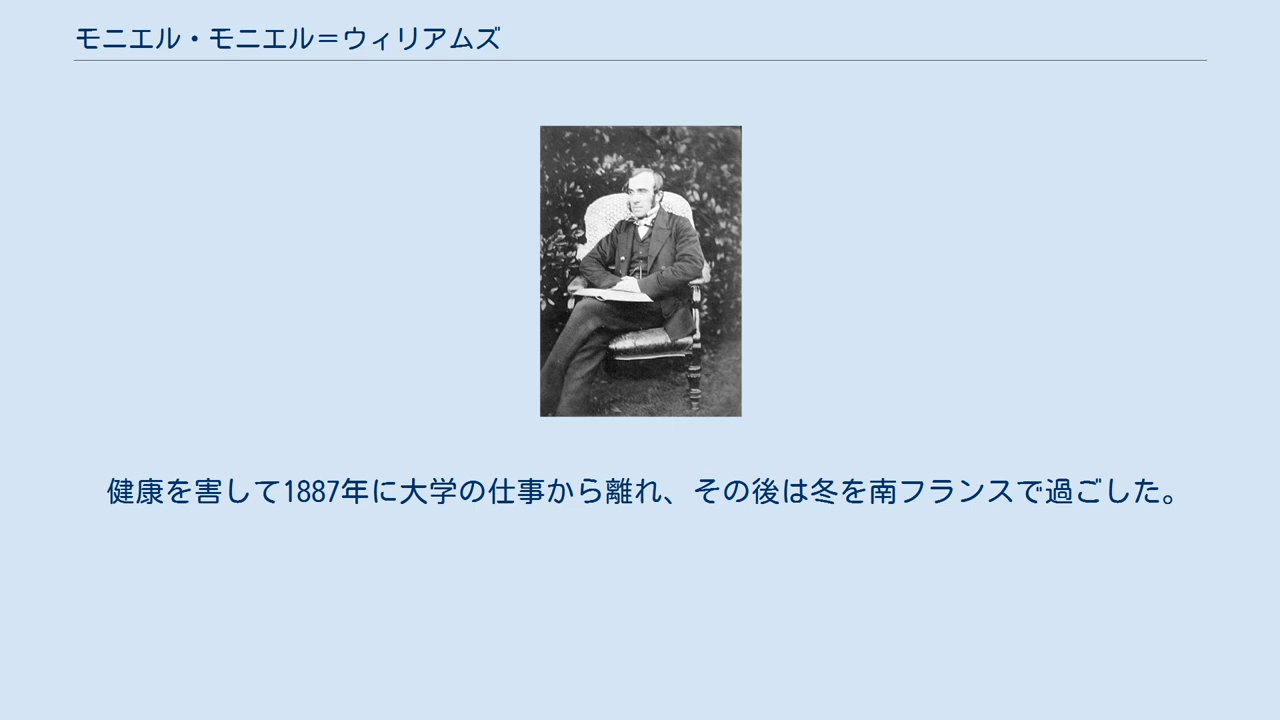 モニエル・モニエル＝ウィリアムズ
健康を害して1887年に大学の仕事から離れ、その後は冬を南フランスで過ごした。